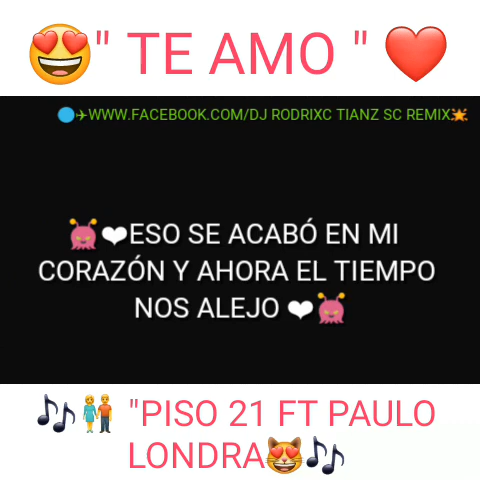 😍" TE AMO " ❤️
🔵✈WWW.FACEBOOK.COM/DJ RODRIXC TIANZ SC REMIX🌟
👾❤ESO SE ACABÓ EN MI
CORAZÓN Y AHORA EL TIEMPO
NOS ALEJO ❤👾
🎶👫 "PISO 21 FT PAULO
LONDRA😻🎶